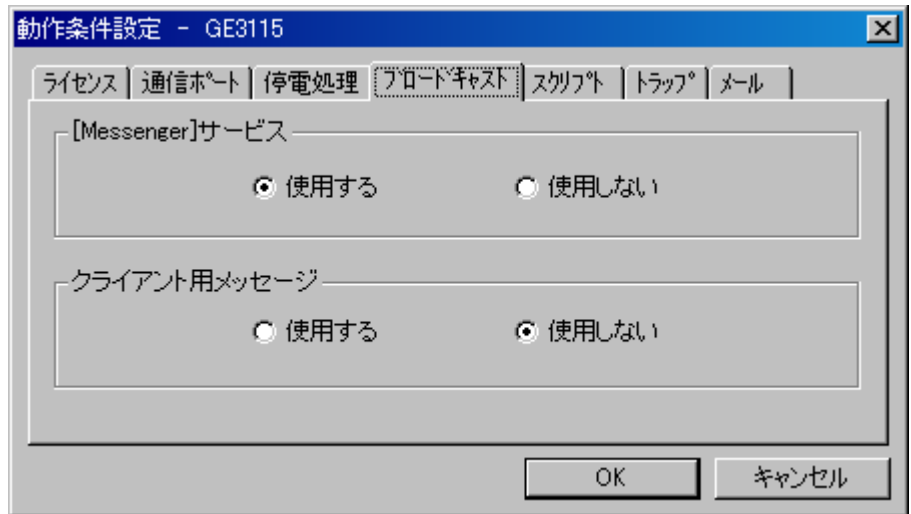 動作条件設定 - GE3115
ライセンス 通信ポート 停電処理 ブロードキャスト スクリプト トラップ メール
[Messenger]サービス
使用する 使用しない
クライアント用メッセージ
使用する 使用しない
OK キャンセル